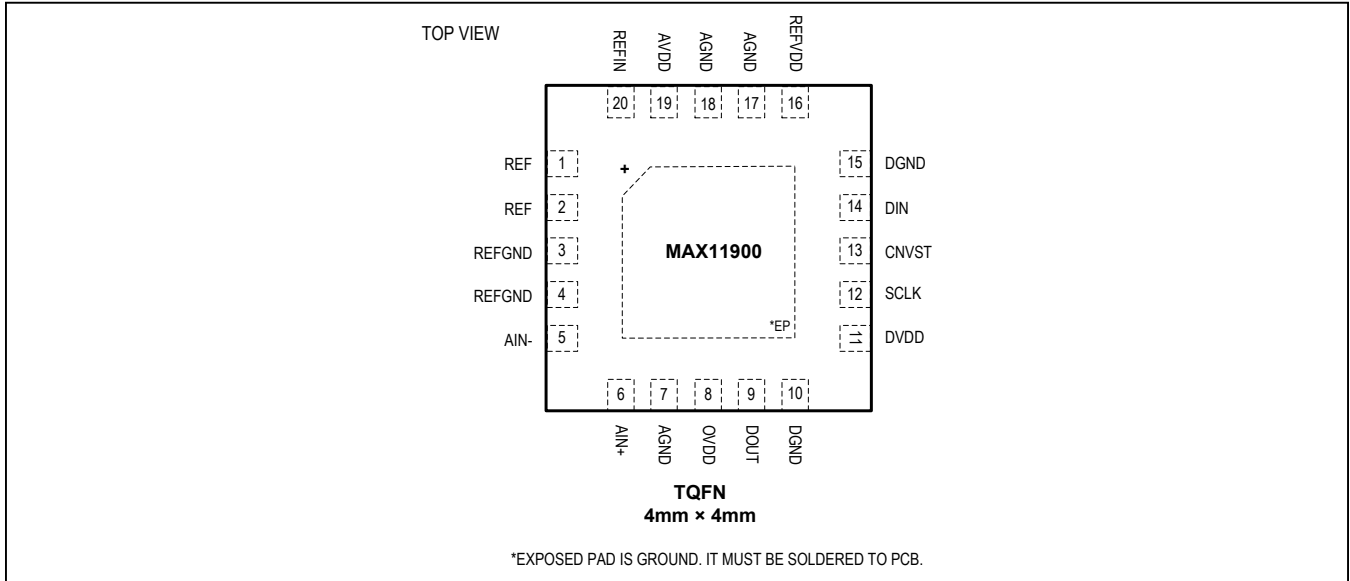 TOP VIEW
REFIN
AVDD
AGND
AGND
REFVDD
20 19 18 17 16
REF 1
REF 2
REFGND 3
REFGND 4
AIN- 5
+
MAX11900
*EP
15 DGND
14 DIN
13 CNVST
12 SCLK
11 DVDD
6 7 8 9 10
AIN+
AGND
OVDD
DOUT
DGND
TQFN
4mm × 4mm
*EXPOSED PAD IS GROUND. IT MUST BE SOLDERED TO PCB.